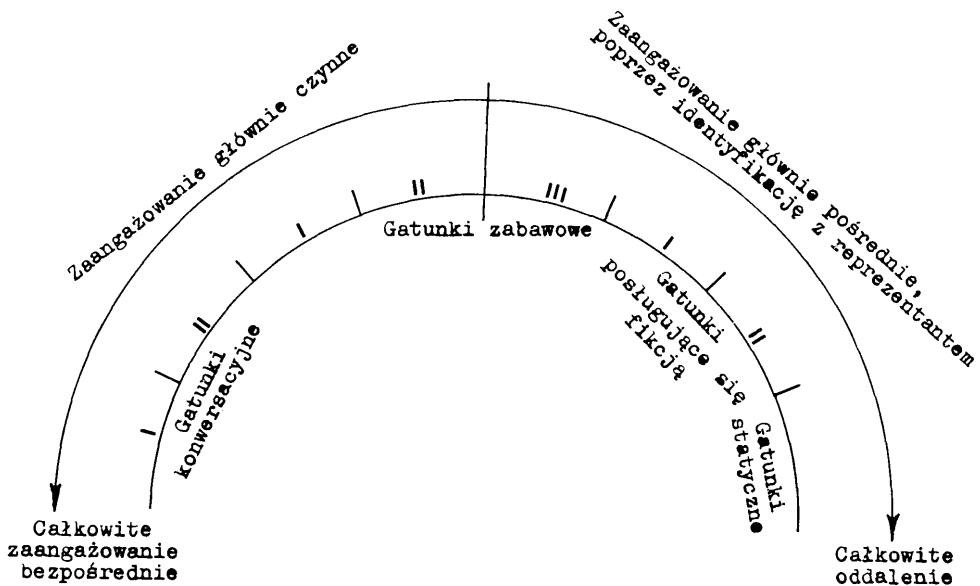 Zaangażowanie głównie czynne
Zaangażowanie głównie pośrednie,
poprzez identyfikację z reprezentantem
I
II
I
II
III
I
II
Gatunki
konwersacyjne
Gatunki zabawowe
Gatunki
posługujące się
fikcją
Gatunki
statyczne
Całkowite
zaangażowanie
bezpośrednie
Całkowite
oddalenie